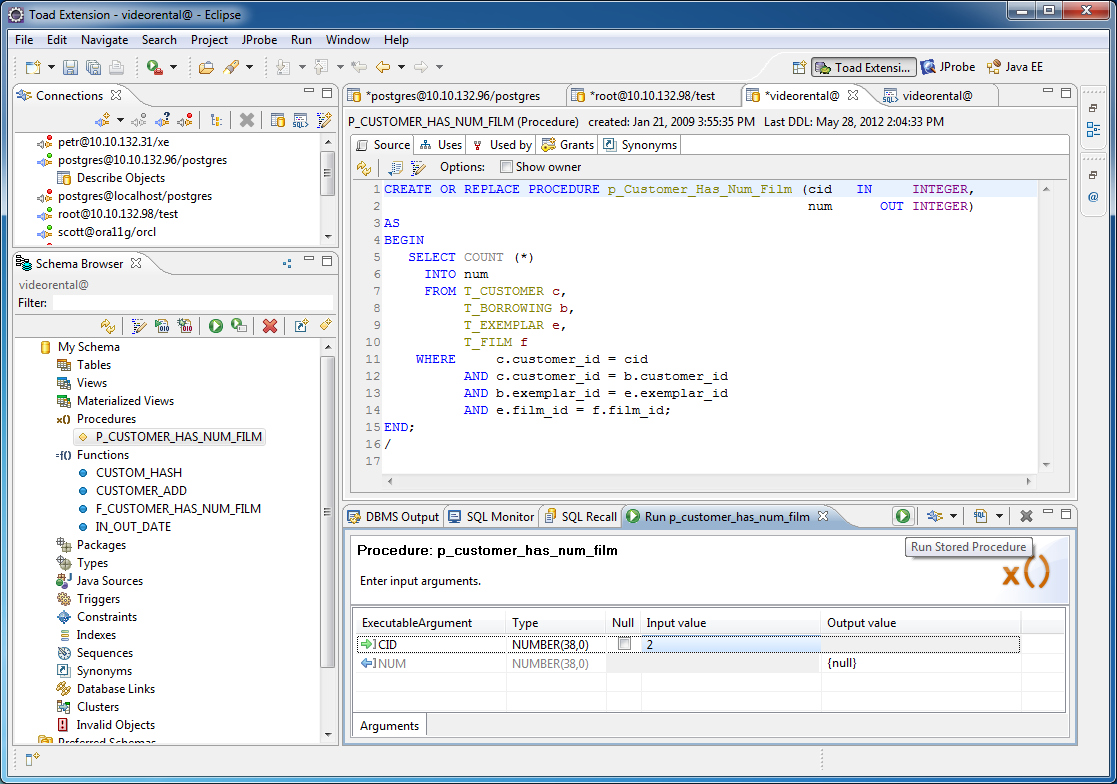 Toad Extension - videorental@ - Eclipse
File Edit Navigate Search Project JProbe Run Window Help
Toad Extensi... JProbe Java EE
Connections
petr@10.10.132.31/xe
postgres@10.10.132.96/postgres
Describe Objects
postgres@localhost/postgres
root@10.10.132.98/test
scott@ora11g/orcl
Schema Browser
videorental@
Filter:
My Schema
Tables
Views
Materialized Views
Procedures
P_CUSTOMER_HAS_NUM_FILM
Functions
CUSTOM_HASH
CUSTOMER_ADD
F_CUSTOMER_HAS_NUM_FILM
IN_OUT_DATE
Packages
Types
Java Sources
Triggers
Constraints
Indexes
Sequences
Synonyms
Database Links
Clusters
Invalid Objects
Preferred Schemas
*postgres@10.10.132.96/postgres *root@10.10.132.98/test *videorental@ videorental@
P_CUSTOMER_HAS_NUM_FILM (Procedure) created: Jan 21, 2009 3:55:35 PM Last DDL: May 28, 2012 2:04:33 PM
Source Uses Used by Grants Synonyms
Options: Show owner
1 CREATE OR REPLACE PROCEDURE p_Customer_Has_Num_Film (cid IN INTEGER,
2 num OUT INTEGER)
3 AS
4 BEGIN
5 SELECT COUNT (*)
6 INTO num
7 FROM T_CUSTOMER c,
8 T_BORROWING b,
9 T_EXEMPLAR e,
10 T_FILM f
11 WHERE c.customer_id = cid
12 AND c.customer_id = b.customer_id
13 AND b.exemplar_id = e.exemplar_id
14 AND e.film_id = f.film_id;
15 END;
16 /
17
DBMS Output SQL Monitor SQL Recall Run p_customer_has_num_film
Run Stored Procedure
Procedure: p_customer_has_num_film
Enter input arguments.
x()
ExecutableArgument Type Null Input value Output value
CID NUMBER(38,0) 2
NUM NUMBER(38,0) {null}
Arguments